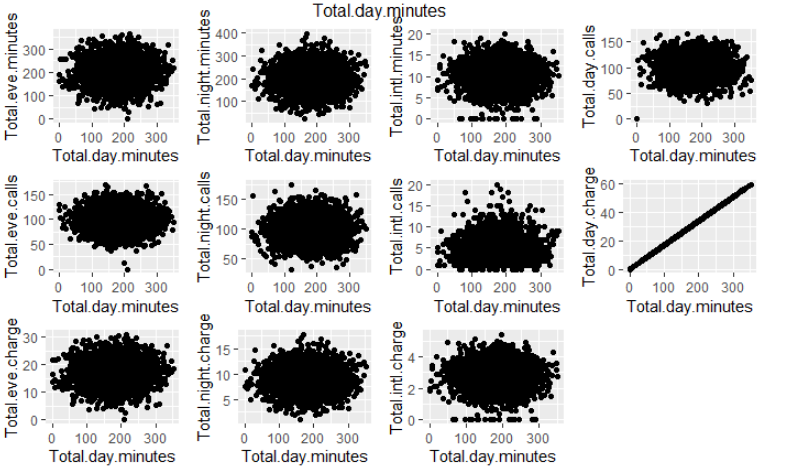 Total.day.minutes
Total.eve.minutes
300
200
100
0
0 100 200 300
Total.day.minutes
Total.night.minutes
400
300
200
100
0 100 200 300
Total.day.minutes
Total.intl.minutes
20
15
10
5
0
0 100 200 300
Total.day.minutes
Total.day.calls
150
100
50
0
0 100 200 300
Total.day.minutes
Total.eve.calls
150
100
50
0
0 100 200 300
Total.day.minutes
Total.night.calls
150
100
50
0 100 200 300
Total.day.minutes
Total.intl.calls
20
15
10
5
0
0 100 200 300
Total.day.minutes
Total.day.charge
60
40
20
0
0 100 200 300
Total.day.minutes
Total.eve.charge
30
20
10
0
0 100 200 300
Total.day.minutes
Total.night.charge
15
10
5
0 100 200 300
Total.day.minutes
Total.intl.charge
4
2
0
0 100 200 300
Total.day.minutes